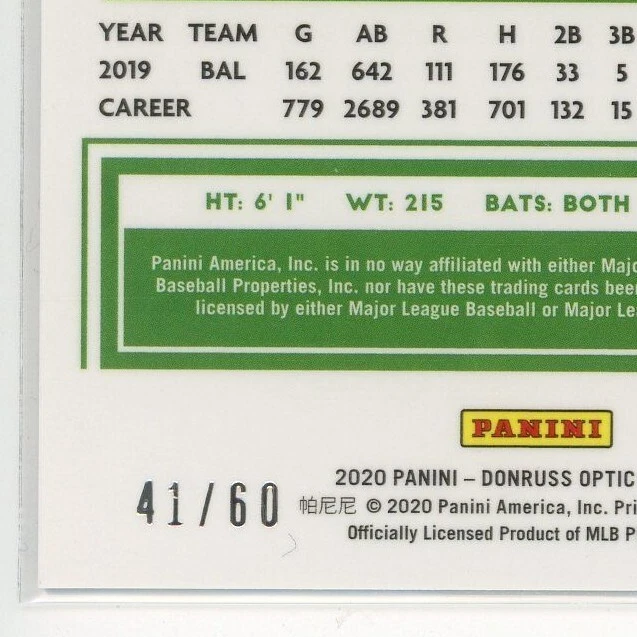 YEAR TEAM G AB R H 2B 3B
2019 BAL 162 642 111 176 33 5
CAREER 779 2689 381 701 132 15
HT: 6' 1" WT: 215 BATS: BOTH
Panini America, Inc. is in no way affiliated with either Majo
Baseball Properties, Inc. nor have these trading cards been
licensed by either Major League Baseball or Major Le
PANINI
2020 PANINI – DONRUSS OPTIC
41/60
帕尼尼 © 2020 Panini America, Inc. Pri
Officially Licensed Product of MLB P